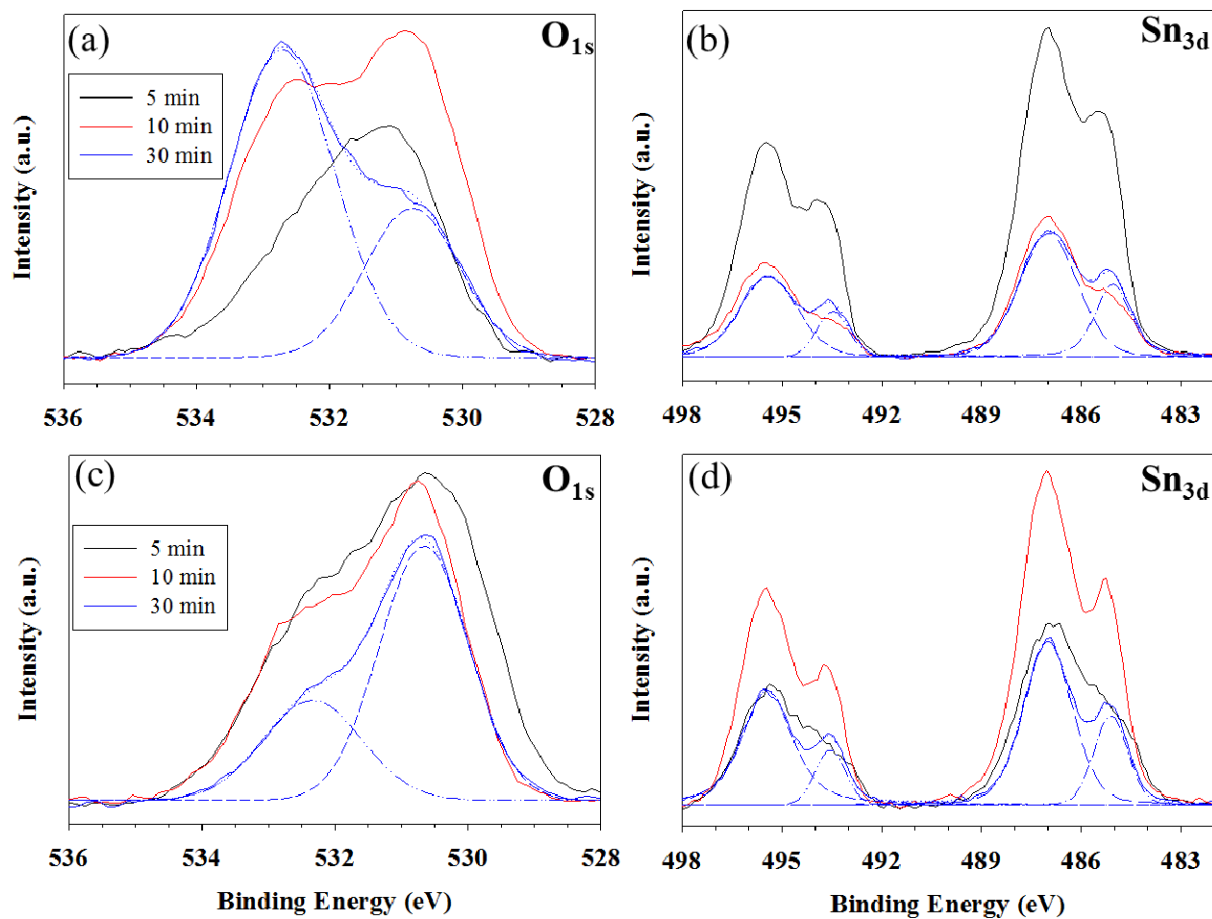 (a)
O1s
5 min
10 min
30 min
Intensity (a.u.)
536 534 532 530 528
(b)
Sn3d
Intensity (a.u.)
498 495 492 489 486 483
(c)
O1s
5 min
10 min
30 min
Intensity (a.u.)
536 534 532 530 528
Binding Energy (eV)
(d)
Sn3d
Intensity (a.u.)
498 495 492 489 486 483
Binding Energy (eV)